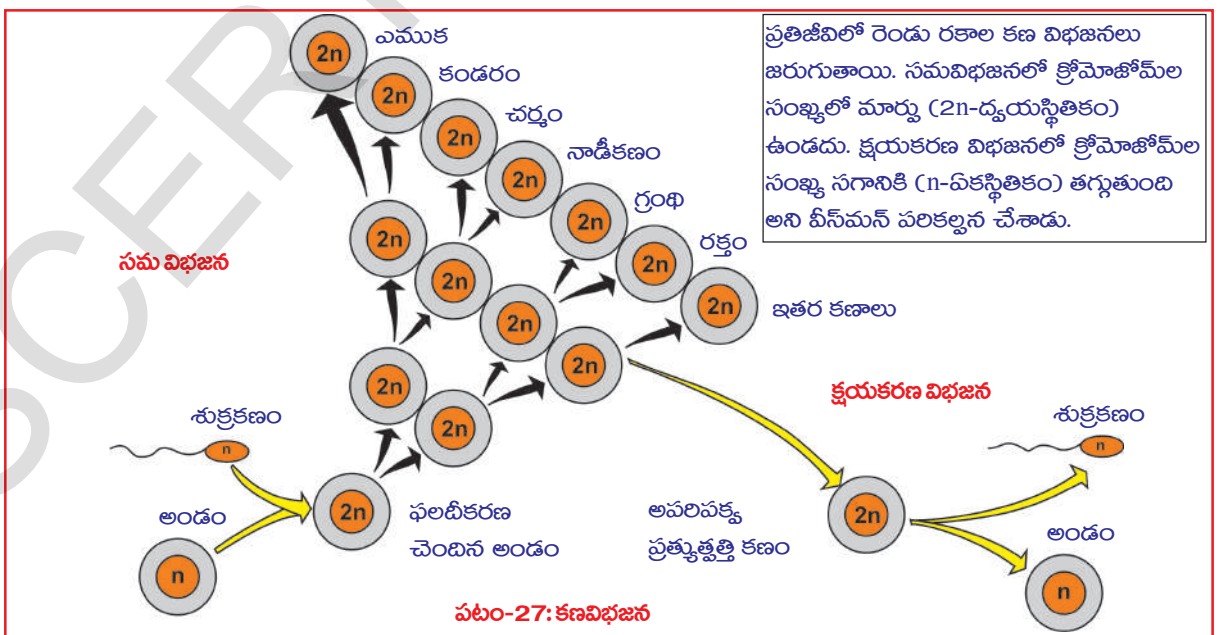 ఎముక
2n
కండరం
2n
చర్మం
2n
నాడీకణం
2n
గ్రంథి
2n
రక్తం
2n
ఇతర కణాలు
2n
ప్రతిజీవిలో రెండు రకాల కణ విభజనలు
జరుగుతాయి. సమవిభజనలో క్రోమోజోమ్‌ల
సంఖ్యలో మార్పు (2n-ద్వయస్థితికం)
ఉండదు. క్షయకరణ విభజనలో క్రోమోజోమ్‌ల
సంఖ్య సగానికి (n-ఏకస్థితికం) తగ్గుతుంది
అని వీస్‌మన్ పరికల్పన చేశాడు.
సమ విభజన
2n
2n
2n
2n
2n
2n
క్షయకరణ విభజన
శుక్రకణం
n
అండం
n
2n
ఫలదీకరణ
చెందిన అండం
అపరిపక్వ
ప్రత్యుత్పత్తి కణం
2n
శుక్రకణం
n
అండం
n
పటం-27: కణవిభజన
SCERT